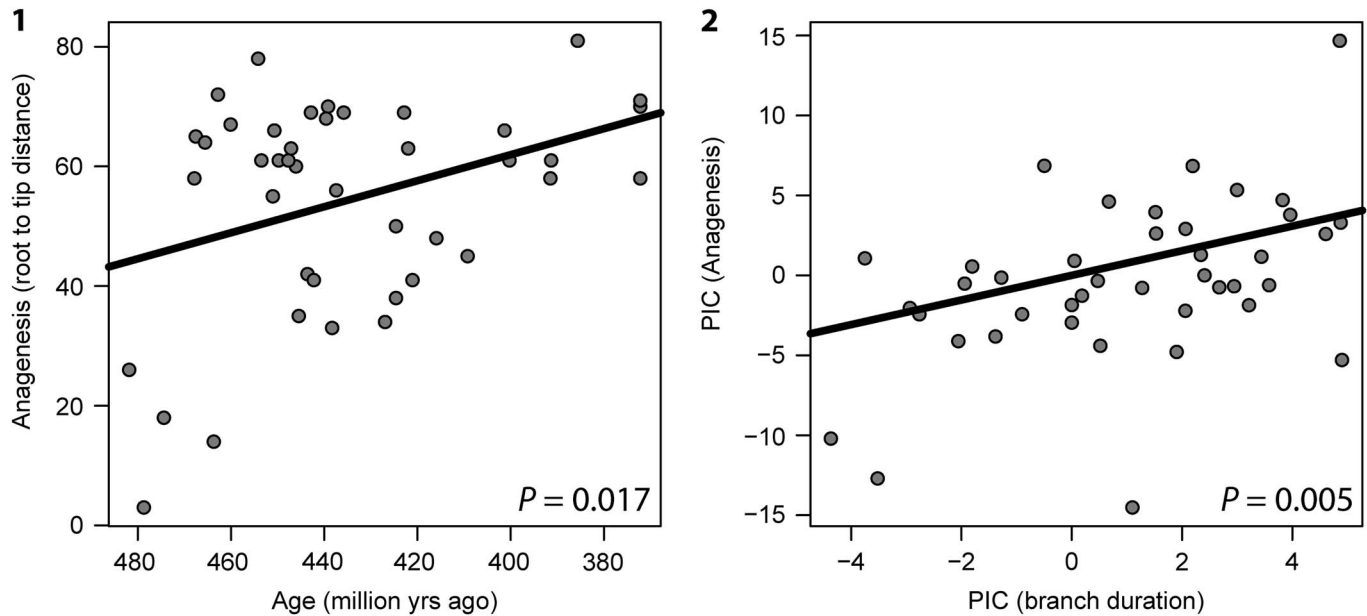 1
80
60
40
20
0
Anagenesis (root to tip distance)
480 460 440 420 400 380
Age (million yrs ago)
P = 0.017
2
15
10
5
0
−5
−10
−15
PIC (Anagenesis)
−4 −2 0 2 4
PIC (branch duration)
P = 0.005